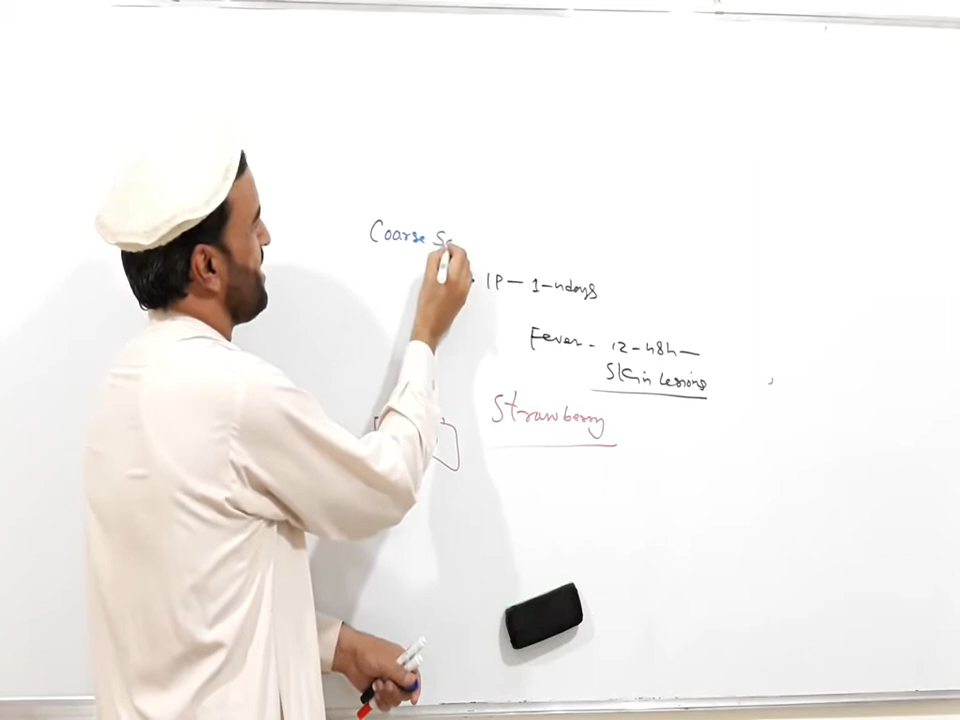 Coarse S
IP - 1-4days
Fever - 12-48h -
Skin Lesions
Strawberry